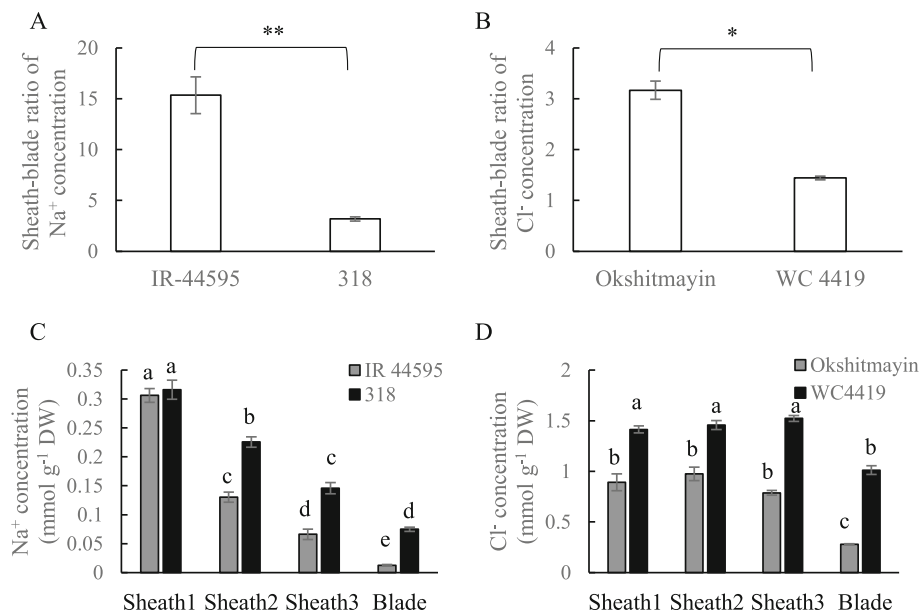 A
Sheath-blade ratio of
Na⁺ concentration
20
15
10
5
0
**
IR-44595
318
B
Sheath-blade ratio of
Cl⁻ concentration
4
3
2
1
0
*
Okshitmayin
WC 4419
C
Na⁺ concentration
(mmol g⁻¹ DW)
0.35
0.3
0.25
0.2
0.15
0.1
0.05
0
IR 44595
318
a a
c b
d c
e d
Sheath1 Sheath2 Sheath3 Blade
D
Cl⁻ concentration
(mmol g⁻¹ DW)
2
1.5
1
0.5
0
Okshitmayin
WC4419
b a
b a
b a
c b
Sheath1 Sheath2 Sheath3 Blade